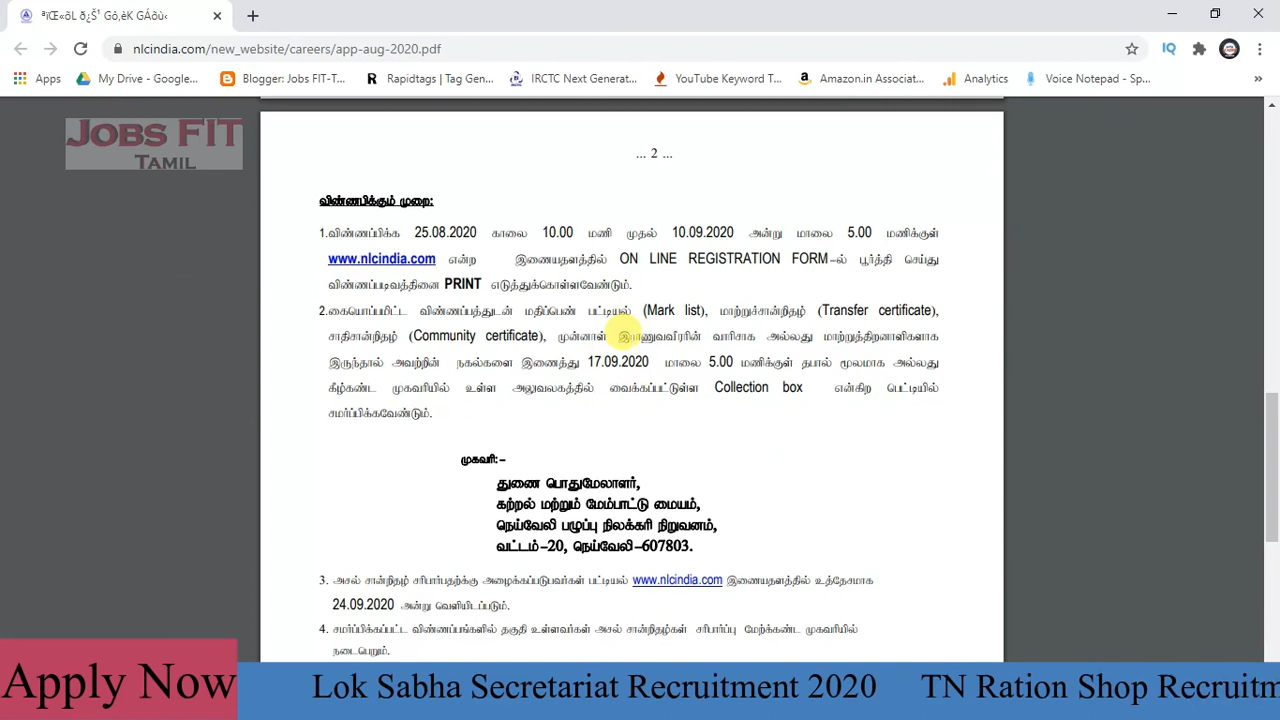 ªïŒ«õL ð¿Š¹ Gô‚èK GÁõù‹
nlcindia.com/new_website/careers/app-aug-2020.pdf
IQ
Apps My Drive - Google... Blogger: Jobs FIT-T... Rapidtags | Tag Gen... IRCTC Next Generat... YouTube Keyword T... Amazon.in Associat... Analytics Voice Notepad - Sp... »
JOBS FIT
TAMIL
... 2 ...
விண்ணபிக்கும் முறை:
1.விண்ணப்பிக்க 25.08.2020 காலை 10.00 மணி முதல் 10.09.2020 அன்று மாலை 5.00 மணிக்குள்
www.nlcindia.com என்ற இணையதளத்தில் ON LINE REGISTRATION FORM–ல் பூர்த்தி செய்து
விண்ணப்படிவத்தினை PRINT எடுத்துக்கொள்ளவேண்டும்.
2.கையொப்பமிட்ட விண்ணப்பத்துடன் மதிப்பெண் பட்டியல் (Mark list), மாற்றுச்சான்றிதழ் (Transfer certificate),
சாதிசான்றிதழ் (Community certificate), முன்னாள் இராணுவவீரரின் வாரிசாக அல்லது மாற்றுத்திறனாளிகளாக
இருந்தால் அவற்றின் நகல்களை இணைத்து 17.09.2020 மாலை 5.00 மணிக்குள் தபால் மூலமாக அல்லது
கீழ்கண்ட முகவரியில் உள்ள அலுவலகத்தில் வைக்கப்பட்டுள்ள Collection box என்கிற பெட்டியில்
சமர்ப்பிக்கவேண்டும்.
முகவரி:–
துணை பொதுமேலாளர்,
கற்றல் மற்றும் மேம்பாட்டு மையம்,
நெய்வேலி பழுப்பு நிலக்கரி நிறுவனம்,
வட்டம்–20, நெய்வேலி–607803.
3. அசல் சான்றிதழ் சரிபார்பதற்க்கு அழைக்கப்படுபவர்கள் பட்டியல் www.nlcindia.com இணையதளத்தில் உத்தேசமாக
24.09.2020 அன்று வெளியிடப்படும்.
4. சமர்ப்பிக்கப்பட்ட விண்ணப்பங்களில் தகுதி உள்ளவர்கள் அசல் சான்றிதழ்கள் சரிபார்ப்பு மேற்க்கண்ட முகவரியில்
நடைபெறும்.
Apply Now Lok Sabha Secretariat Recruitment 2020 TN Ration Shop Recruitm